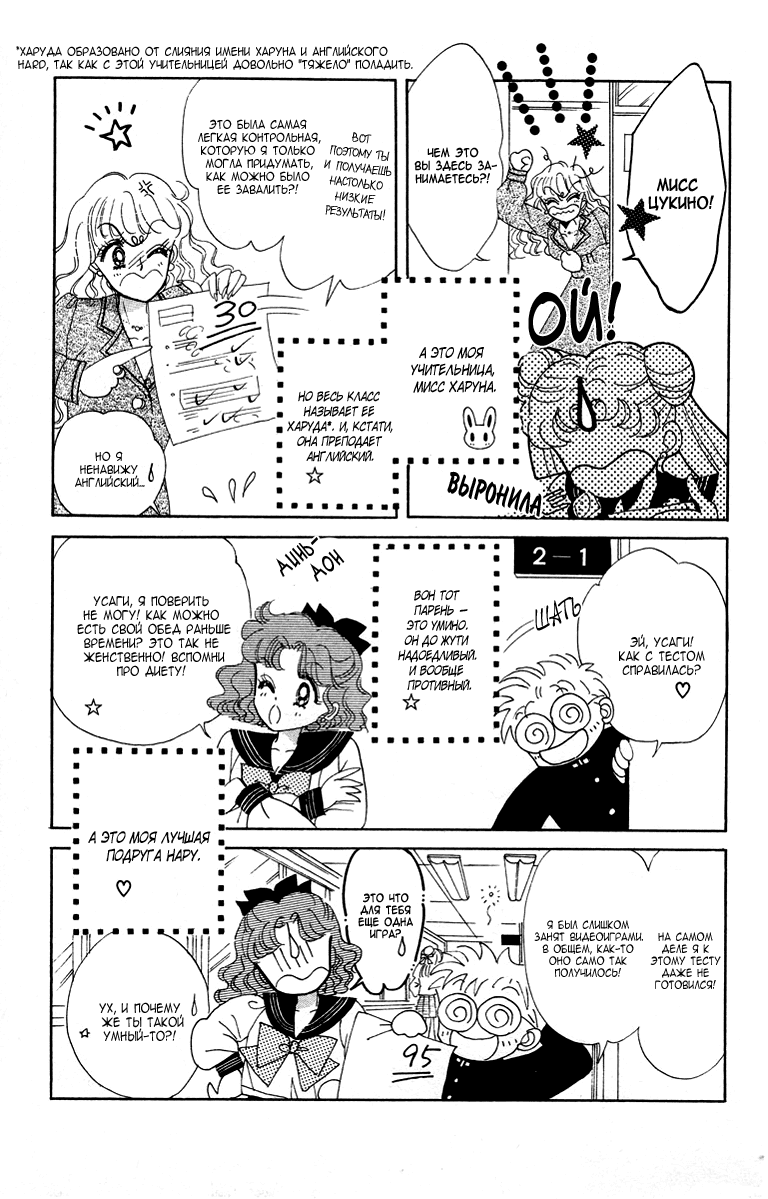 *ХАРУДА ОБРАЗОВАНО ОТ СЛИЯНИЯ ИМЕНИ ХАРУНА И АНГЛИЙСКОГО
HARD, ТАК КАК С ЭТОЙ УЧИТЕЛЬНИЦЕЙ ДОВОЛЬНО "ТЯЖЕЛО" ПОЛАДИТЬ.
МИСС
ЦУКИНО!
ЧЕМ ЭТО
ВЫ ЗДЕСЬ ЗА-
НИМАЕТЕСЬ?!
ОЙ!
А ЭТО МОЯ
УЧИТЕЛЬНИЦА,
МИСС ХАРУНА.
ВЫРОНИЛА
ВОТ
ПОЭТОМУ ТЫ
И ПОЛУЧАЕШЬ
НАСТОЛЬКО
НИЗКИЕ
РЕЗУЛЬТАТЫ!
ЭТО БЫЛА САМАЯ
ЛЕГКАЯ КОНТРОЛЬНАЯ,
КОТОРУЮ Я ТОЛЬКО
МОГЛА ПРИДУМАТЬ,
КАК МОЖНО БЫЛО
ЕЕ ЗАВАЛИТЬ?!
30
НО ВЕСЬ КЛАСС
НАЗЫВАЕТ ЕЕ
ХАРУДА*. И, КСТАТИ,
ОНА ПРЕПОДАЕТ
АНГЛИЙСКИЙ.
НО Я
НЕНАВИЖУ
АНГЛИЙСКИЙ...
2-1
ШАТЬ
ЭЙ, УСАГИ!
КАК С ТЕСТОМ
СПРАВИЛАСЬ?
ВОН ТОТ
ПАРЕНЬ –
ЭТО УМИНО.
ОН ДО ЖУТИ
НАДОЕДЛИВЫЙ.
И ВООБЩЕ
ПРОТИВНЫЙ.
ДИНЬ-
ДОН
УСАГИ, Я ПОВЕРИТЬ
НЕ МОГУ! КАК МОЖНО
ЕСТЬ СВОЙ ОБЕД РАНЬШЕ
ВРЕМЕНИ? ЭТО ТАК НЕ
ЖЕНСТВЕННО! ВСПОМНИ
ПРО ДИЕТУ!
А ЭТО МОЯ ЛУЧШАЯ
ПОДРУГА НАРУ.
НА САМОМ
ДЕЛЕ Я К
ЭТОМУ ТЕСТУ
ДАЖЕ НЕ
ГОТОВИЛСЯ!
Я БЫЛ СЛИШКОМ
ЗАНЯТ ВИДЕОИГРАМИ.
В ОБЩЕМ, КАК-ТО
ОНО САМО ТАК
ПОЛУЧИЛОСЬ!
ЭТО ЧТО
ДЛЯ ТЕБЯ
ЕЩЕ ОДНА
ИГРА?
95
УХ, И ПОЧЕМУ
ЖЕ ТЫ ТАКОЙ
УМНЫЙ-ТО?!